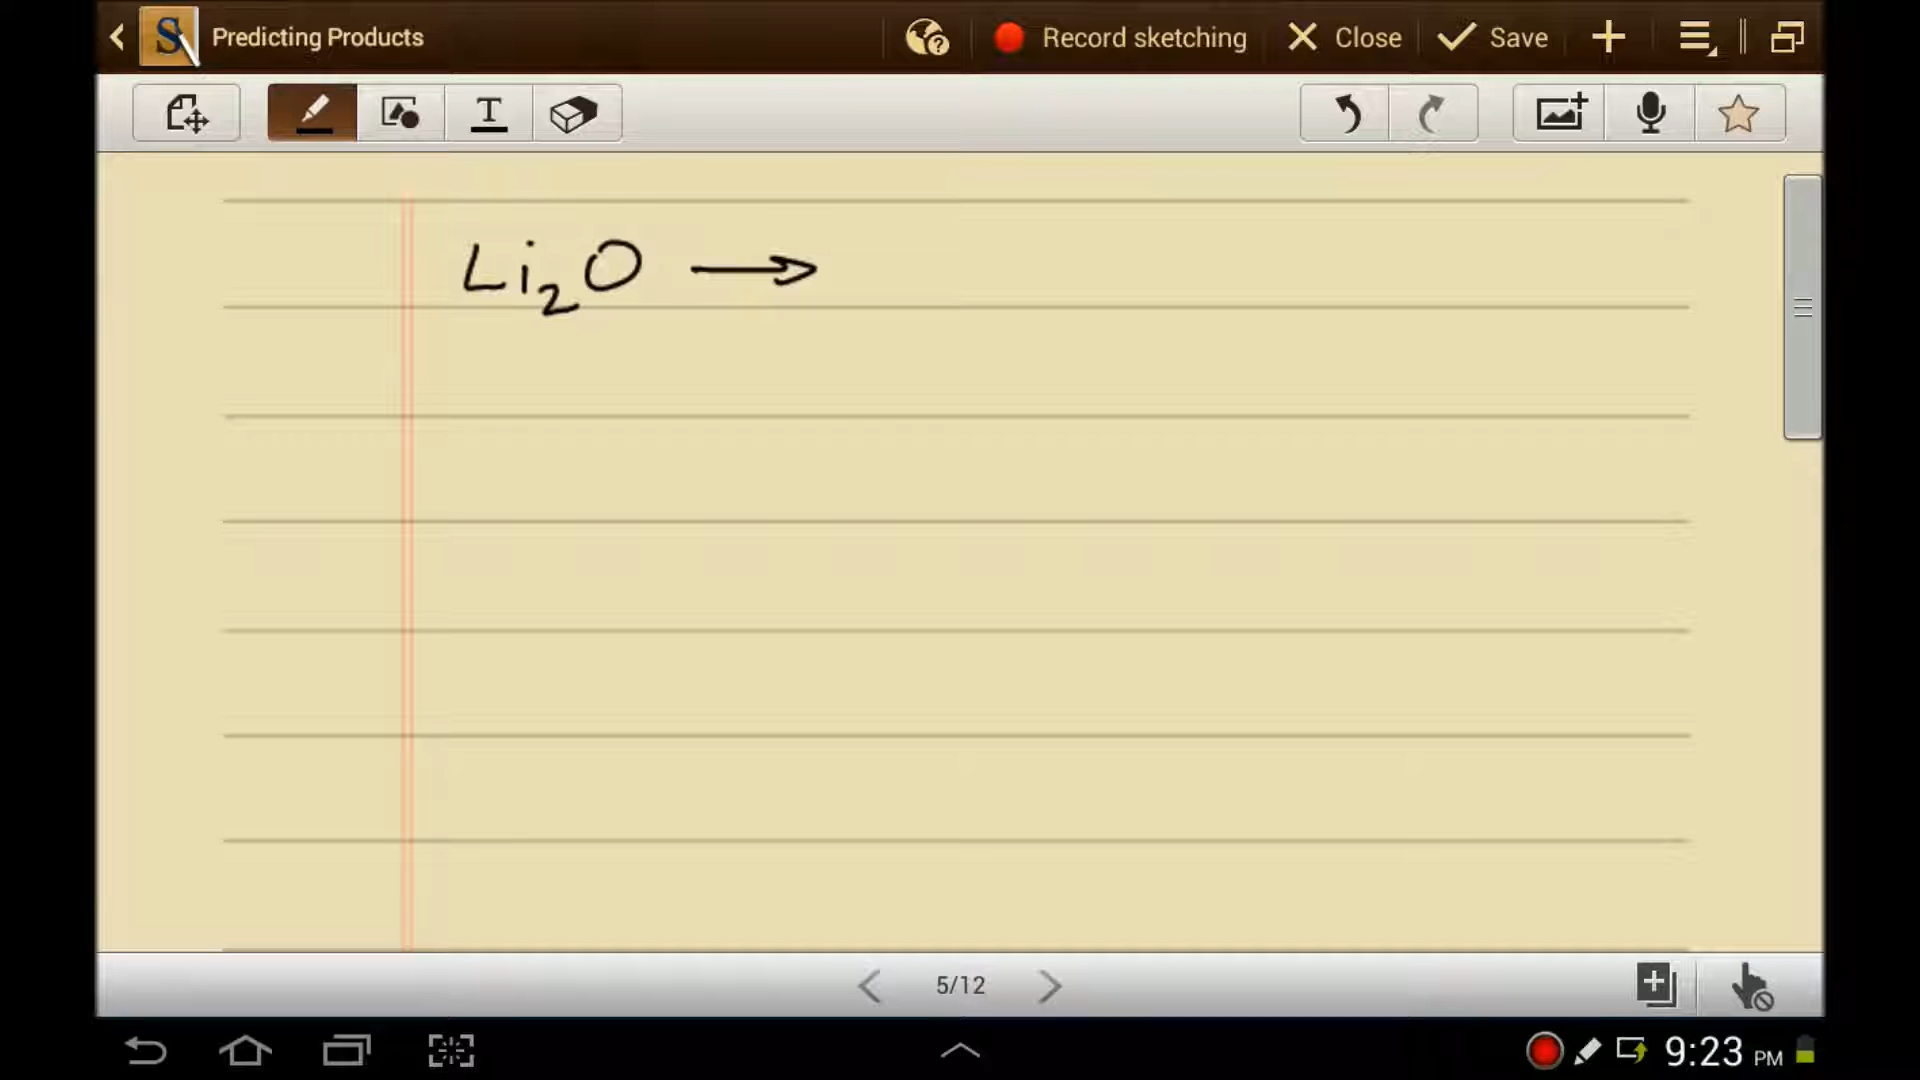 Predicting Products
Record sketching
Close
Save
T
Li₂O →
5/12
9:23 PM